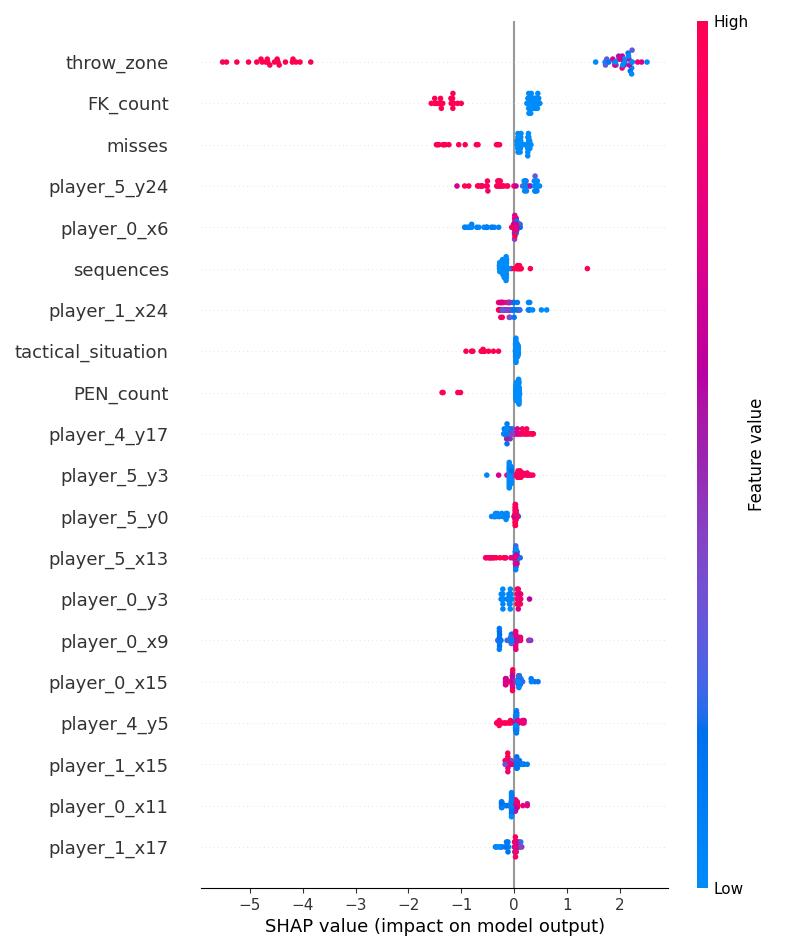 High
throw_zone
FK_count
misses
player_5_y24
player_0_x6
sequences
player_1_x24
tactical_situation
PEN_count
player_4_y17
player_5_y3
player_5_y0
player_5_x13
player_0_y3
player_0_x9
player_0_x15
player_4_y5
player_1_x15
player_0_x11
player_1_x17
Feature value
Low
−5 −4 −3 −2 −1 0 1 2
SHAP value (impact on model output)